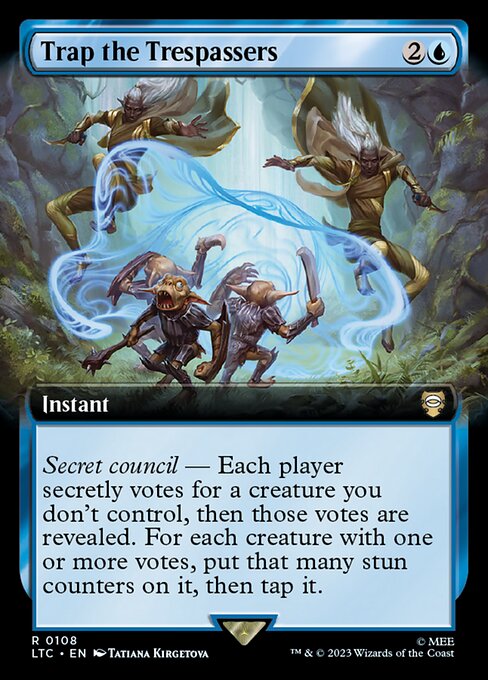 Trap the Trespassers 2
Instant
Secret council — Each player
secretly votes for a creature you
don't control, then those votes are
revealed. For each creature with one
or more votes, put that many stun
counters on it, then tap it.
R 0108
LTC • EN Tatiana Kirgetova
© MEE
™ & © 2023 Wizards of the Coast